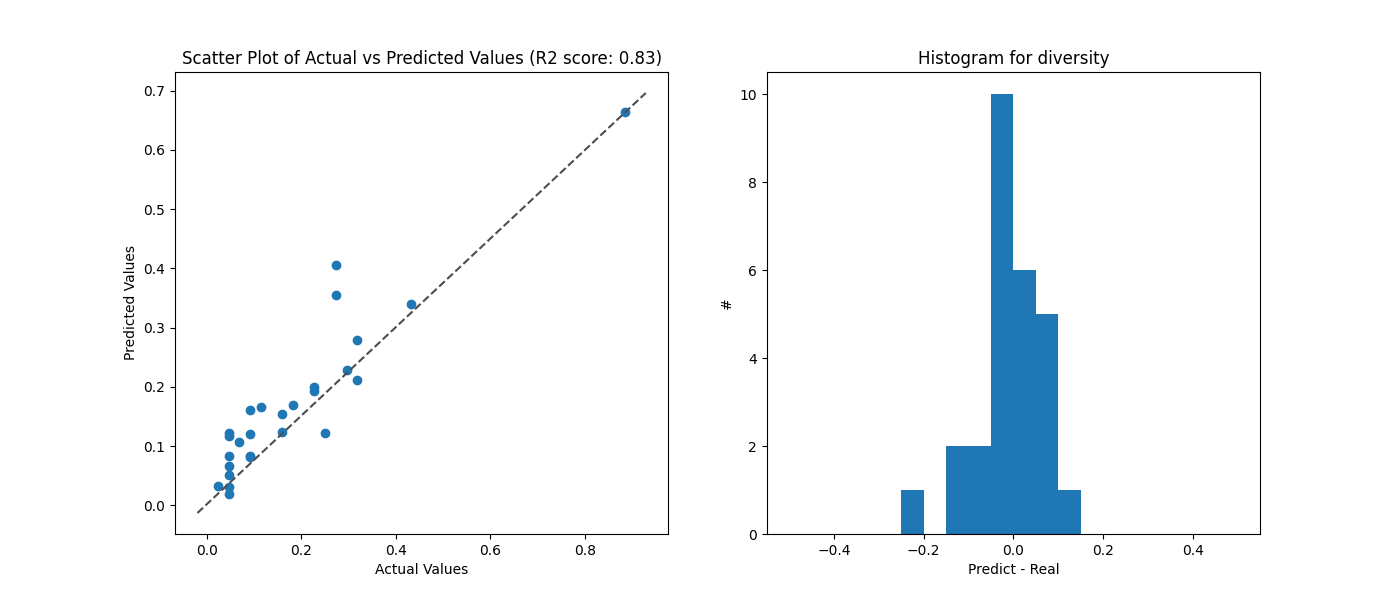 Scatter Plot of Actual vs Predicted Values (R2 score: 0.83)
0.7
0.6
0.5
0.4
0.3
0.2
0.1
0.0
Predicted Values
0.0 0.2 0.4 0.6 0.8
Actual Values
Histogram for diversity
10
8
6
4
2
0
#
−0.4 −0.2 0.0 0.2 0.4
Predict - Real